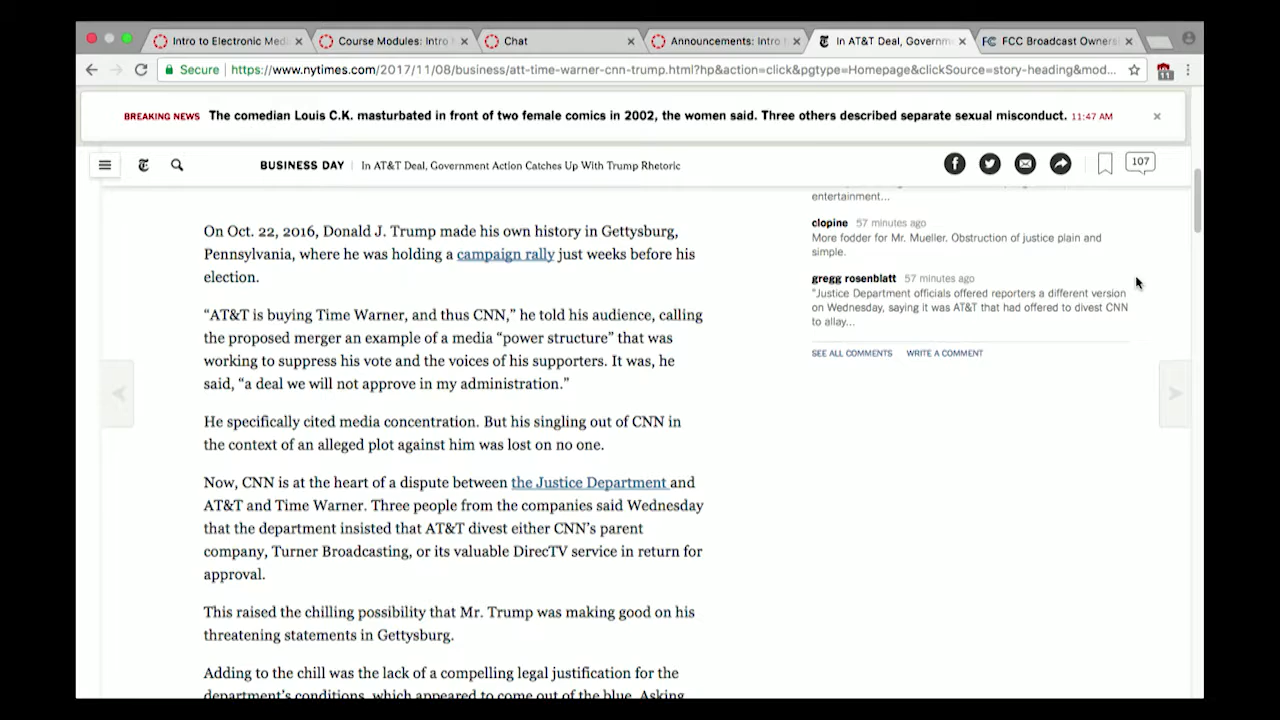 Intro to Electronic Med
Course Modules: Intro
Chat
Announcements: Intro
In AT&T Deal, Governm
FCC Broadcast Owners
Secure
https://www.nytimes.com/2017/11/08/business/att-time-warner-cnn-trump.html?hp&action=click&pgtype=Homepage&clickSource=story-heading&mod...
11
BREAKING NEWS The comedian Louis C.K. masturbated in front of two female comics in 2002, the women said. Three others described separate sexual misconduct. 11:47 AM
BUSINESS DAY | In AT&T Deal, Government Action Catches Up With Trump Rhetoric
107
On Oct. 22, 2016, Donald J. Trump made his own history in Gettysburg,
Pennsylvania, where he was holding a campaign rally just weeks before his
election.
“AT&T is buying Time Warner, and thus CNN,” he told his audience, calling
the proposed merger an example of a media “power structure” that was
working to suppress his vote and the voices of his supporters. It was, he
said, “a deal we will not approve in my administration.”
He specifically cited media concentration. But his singling out of CNN in
the context of an alleged plot against him was lost on no one.
Now, CNN is at the heart of a dispute between the Justice Department and
AT&T and Time Warner. Three people from the companies said Wednesday
that the department insisted that AT&T divest either CNN’s parent
company, Turner Broadcasting, or its valuable DirecTV service in return for
approval.
This raised the chilling possibility that Mr. Trump was making good on his
threatening statements in Gettysburg.
Adding to the chill was the lack of a compelling legal justification for the
department’s conditions, which appeared to come out of the blue. Asking
entertainment...
clopine 57 minutes ago
More fodder for Mr. Mueller. Obstruction of justice plain and
simple.
gregg rosenblatt 57 minutes ago
"Justice Department officials offered reporters a different version
on Wednesday, saying it was AT&T that had offered to divest CNN
to allay...
SEE ALL COMMENTS WRITE A COMMENT